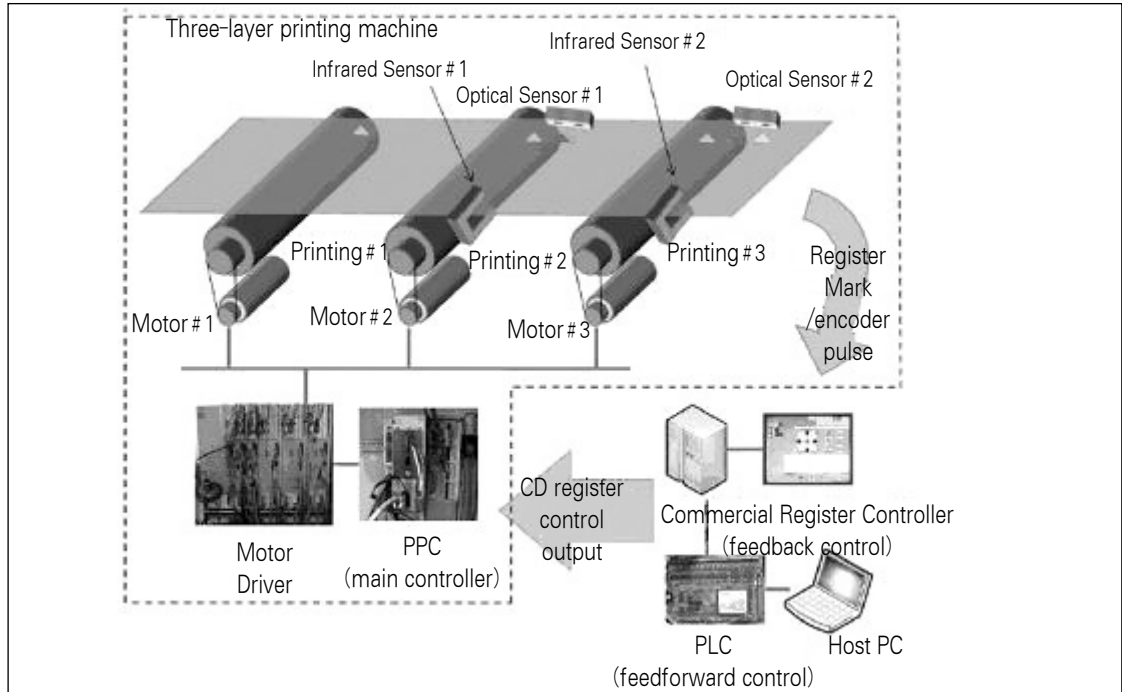 Three-layer printing machine
Infrared Sensor#1
Infrared Sensor#2
Optical Sensor#1
Optical Sensor#2
Printing#1
Printing#2
Printing#3
Motor#1
Motor#2
Motor#3
Register
Mark
/encoder
pulse
CD register
control
output
Commercial Register Controller
(feedback control)
Motor
Driver
PPC
(main controller)
PLC
(feedforward control)
Host PC